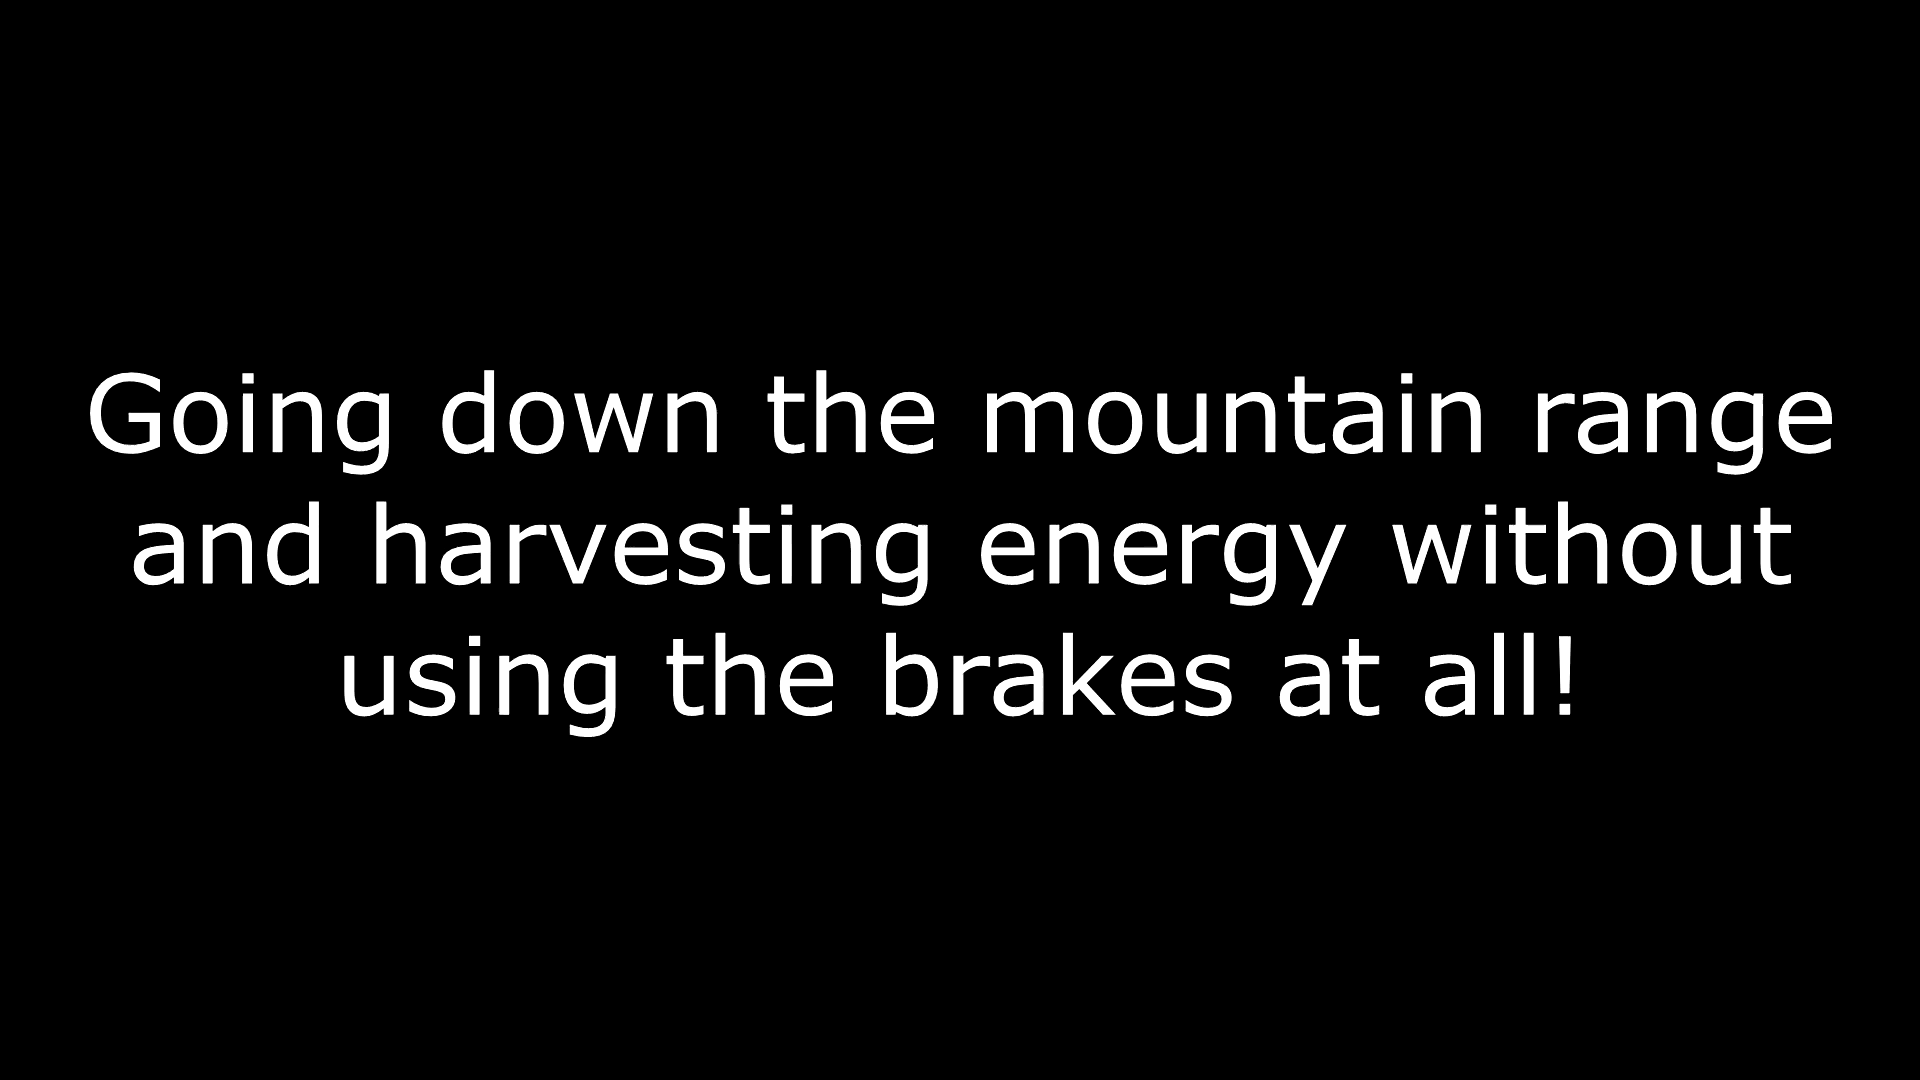 Going down the mountain range
and harvesting energy without
using the brakes at all!